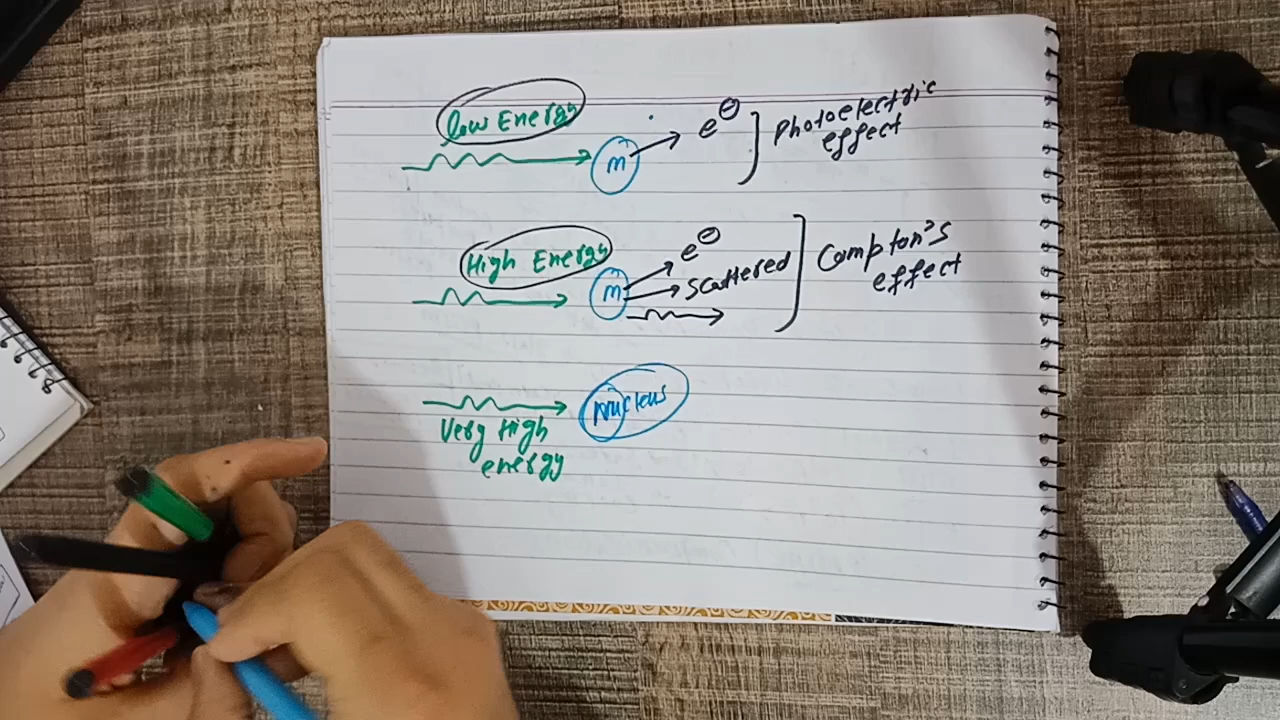 low Energy
m e⊖ Photoelectric
effect
High Energy
m e⊖
scattered Compton's
effect
Nucleus
Very High
energy